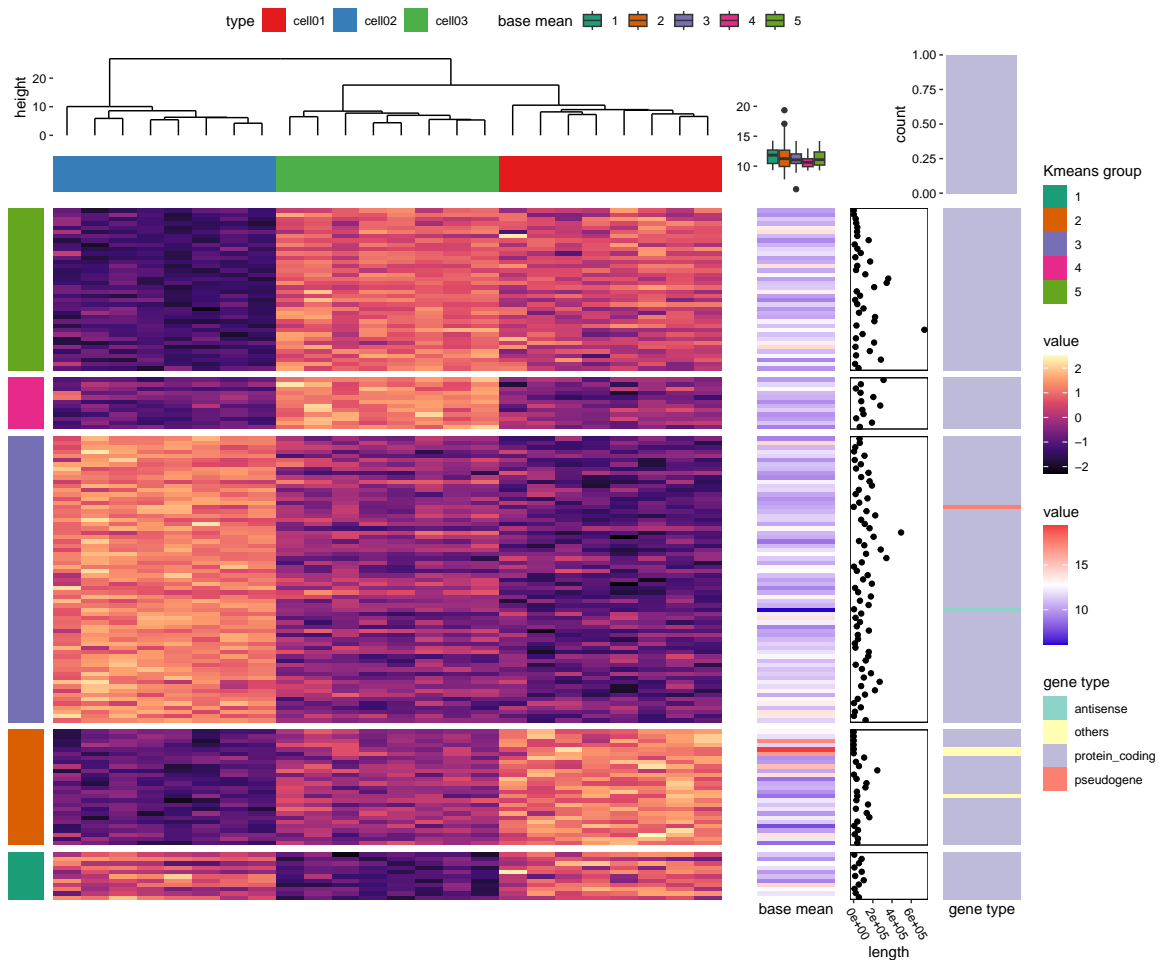 type cell01 cell02 cell03 base mean 1 2 3 4 5
height
20
10
0
20
15
10
count
1.00
0.75
0.50
0.25
0.00
Kmeans group
1
2
3
4
5
value
2
1
0
−1
−2
value
15
10
gene type
antisense
others
protein_coding
pseudogene
base mean
0e+00
2e+05
4e+05
6e+05
length
gene type